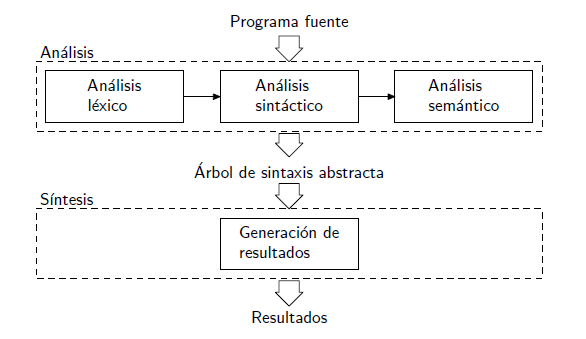 Programa fuente
Análisis
Análisis
léxico
Análisis
sintáctico
Análisis
semántico
Árbol de sintaxis abstracta
Síntesis
Generación de
resultados
Resultados